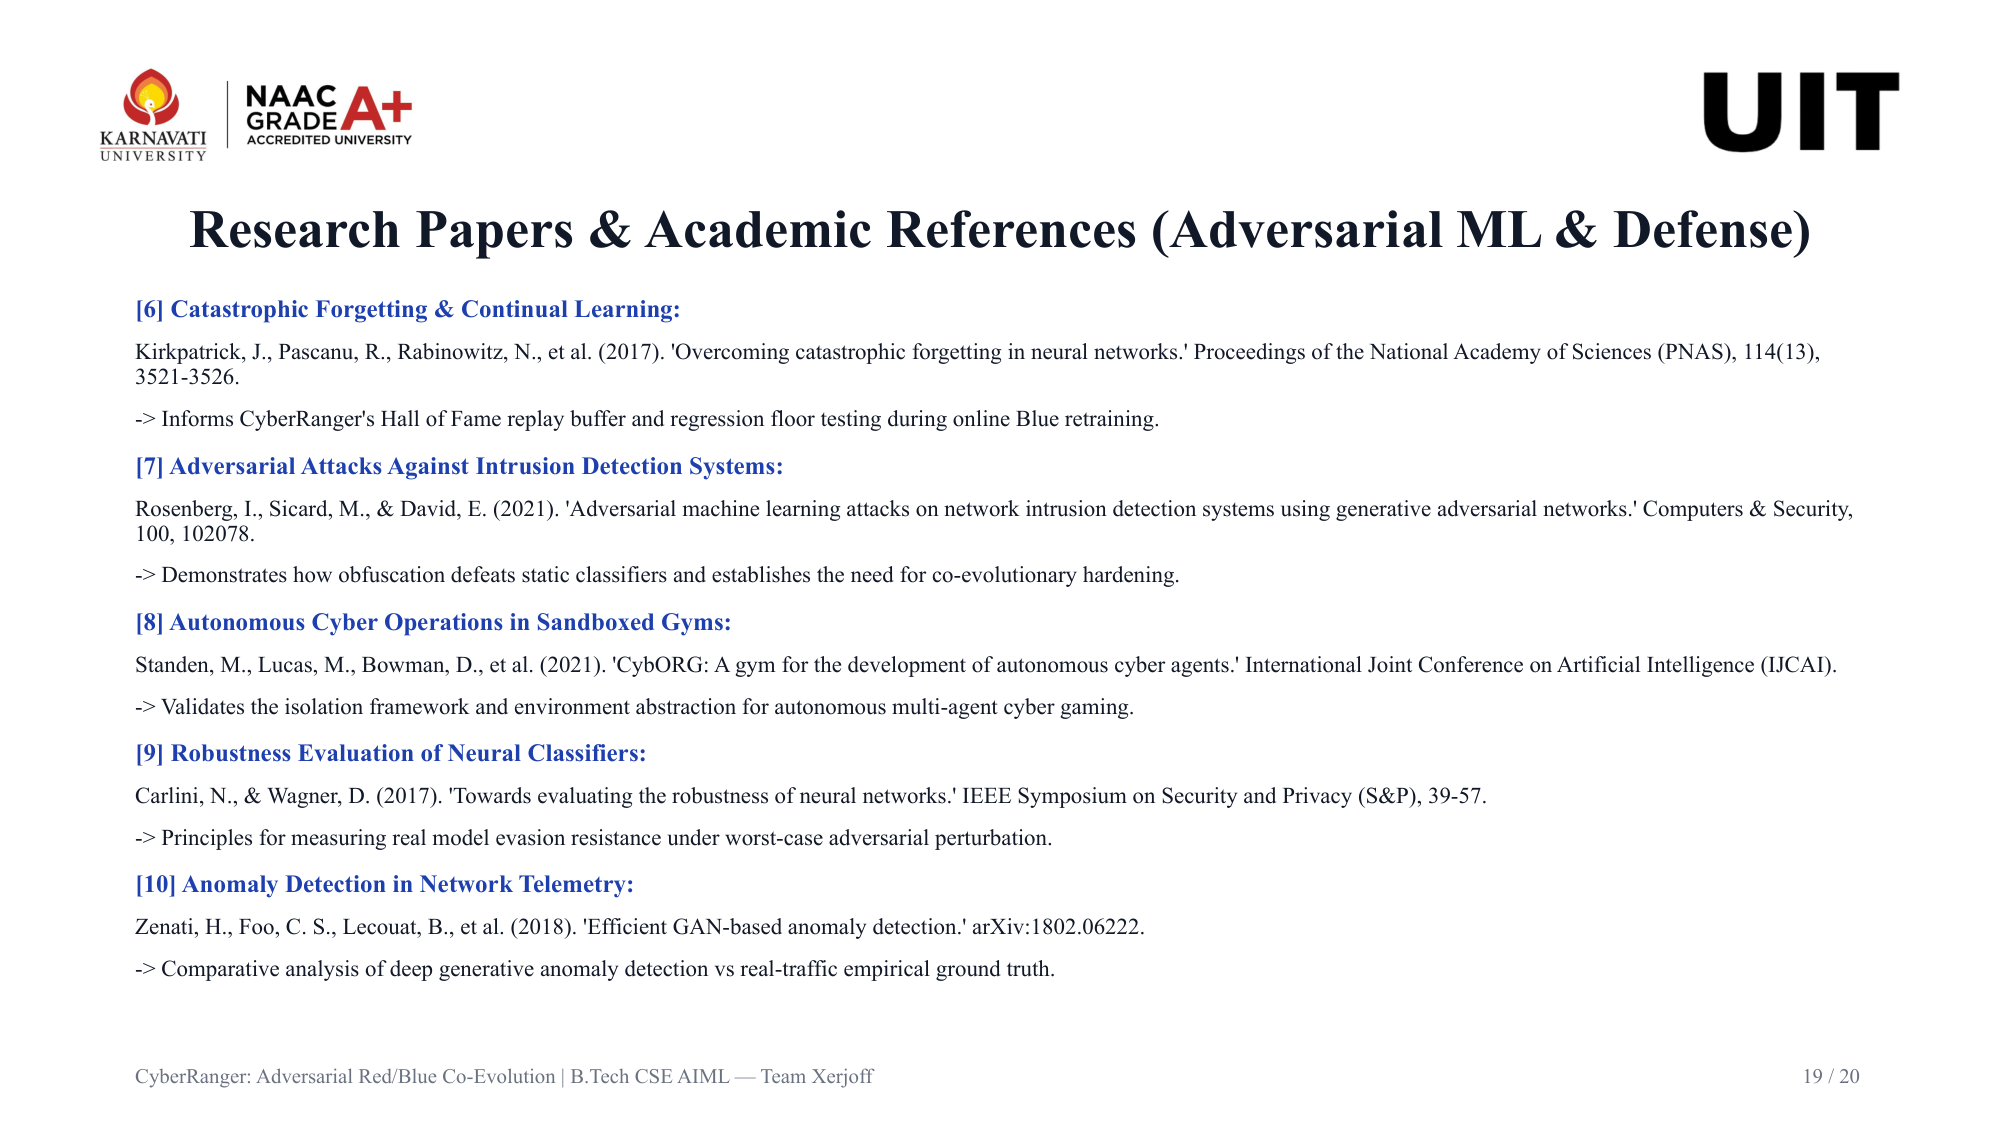 KARNAVATI
UNIVERSITY
NAAC
GRADE A+
ACCREDITED UNIVERSITY
UIT
Research Papers & Academic References (Adversarial ML & Defense)
[6] Catastrophic Forgetting & Continual Learning:
Kirkpatrick, J., Pascanu, R., Rabinowitz, N., et al. (2017). 'Overcoming catastrophic forgetting in neural networks.' Proceedings of the National Academy of Sciences (PNAS), 114(13),
3521-3526.
-> Informs CyberRanger's Hall of Fame replay buffer and regression floor testing during online Blue retraining.
[7] Adversarial Attacks Against Intrusion Detection Systems:
Rosenberg, I., Sicard, M., & David, E. (2021). 'Adversarial machine learning attacks on network intrusion detection systems using generative adversarial networks.' Computers & Security,
100, 102078.
-> Demonstrates how obfuscation defeats static classifiers and establishes the need for co-evolutionary hardening.
[8] Autonomous Cyber Operations in Sandboxed Gyms:
Standen, M., Lucas, M., Bowman, D., et al. (2021). 'CybORG: A gym for the development of autonomous cyber agents.' International Joint Conference on Artificial Intelligence (IJCAI).
-> Validates the isolation framework and environment abstraction for autonomous multi-agent cyber gaming.
[9] Robustness Evaluation of Neural Classifiers:
Carlini, N., & Wagner, D. (2017). 'Towards evaluating the robustness of neural networks.' IEEE Symposium on Security and Privacy (S&P), 39-57.
-> Principles for measuring real model evasion resistance under worst-case adversarial perturbation.
[10] Anomaly Detection in Network Telemetry:
Zenati, H., Foo, C. S., Lecouat, B., et al. (2018). 'Efficient GAN-based anomaly detection.' arXiv:1802.06222.
-> Comparative analysis of deep generative anomaly detection vs real-traffic empirical ground truth.
CyberRanger: Adversarial Red/Blue Co-Evolution | B.Tech CSE AIML — Team Xerjoff
19 / 20